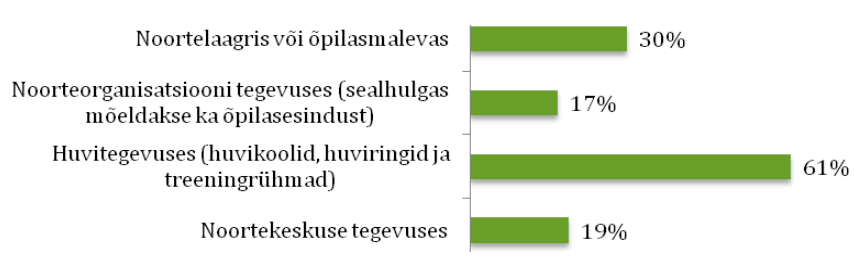 Noortelaagris või õpilasmalevas
30%
Noorteorganisatsiooni tegevuses (sealhulgas
mõeldakse ka õpilasesindust)
17%
Huvitegevuses (huvikoolid, huviringid ja
treeningrühmad)
61%
Noortekeskuse tegevuses
19%